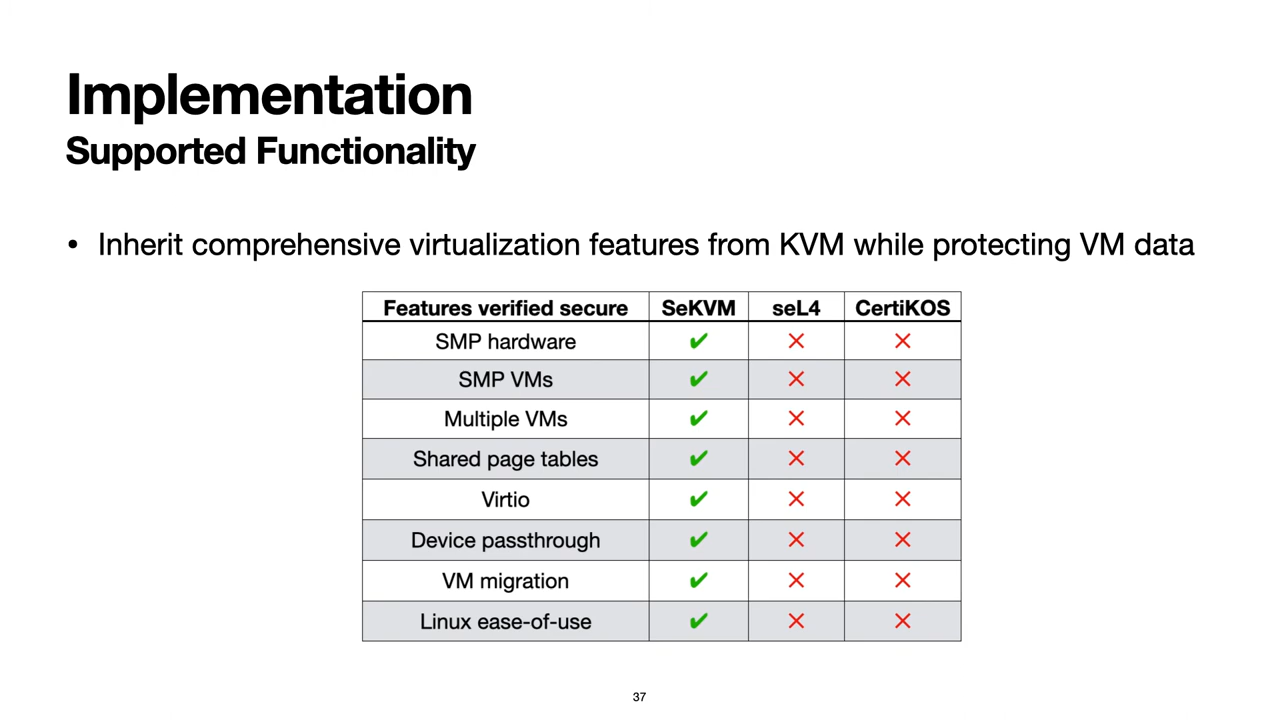 Implementation
Supported Functionality
• Inherit comprehensive virtualization features from KVM while protecting VM data
Features verified secure SeKVM seL4 CertiKOS
SMP hardware ✔ ✕ ✕
SMP VMs ✔ ✕ ✕
Multiple VMs ✔ ✕ ✕
Shared page tables ✔ ✕ ✕
Virtio ✔ ✕ ✕
Device passthrough ✔ ✕ ✕
VM migration ✔ ✕ ✕
Linux ease-of-use ✔ ✕ ✕
37